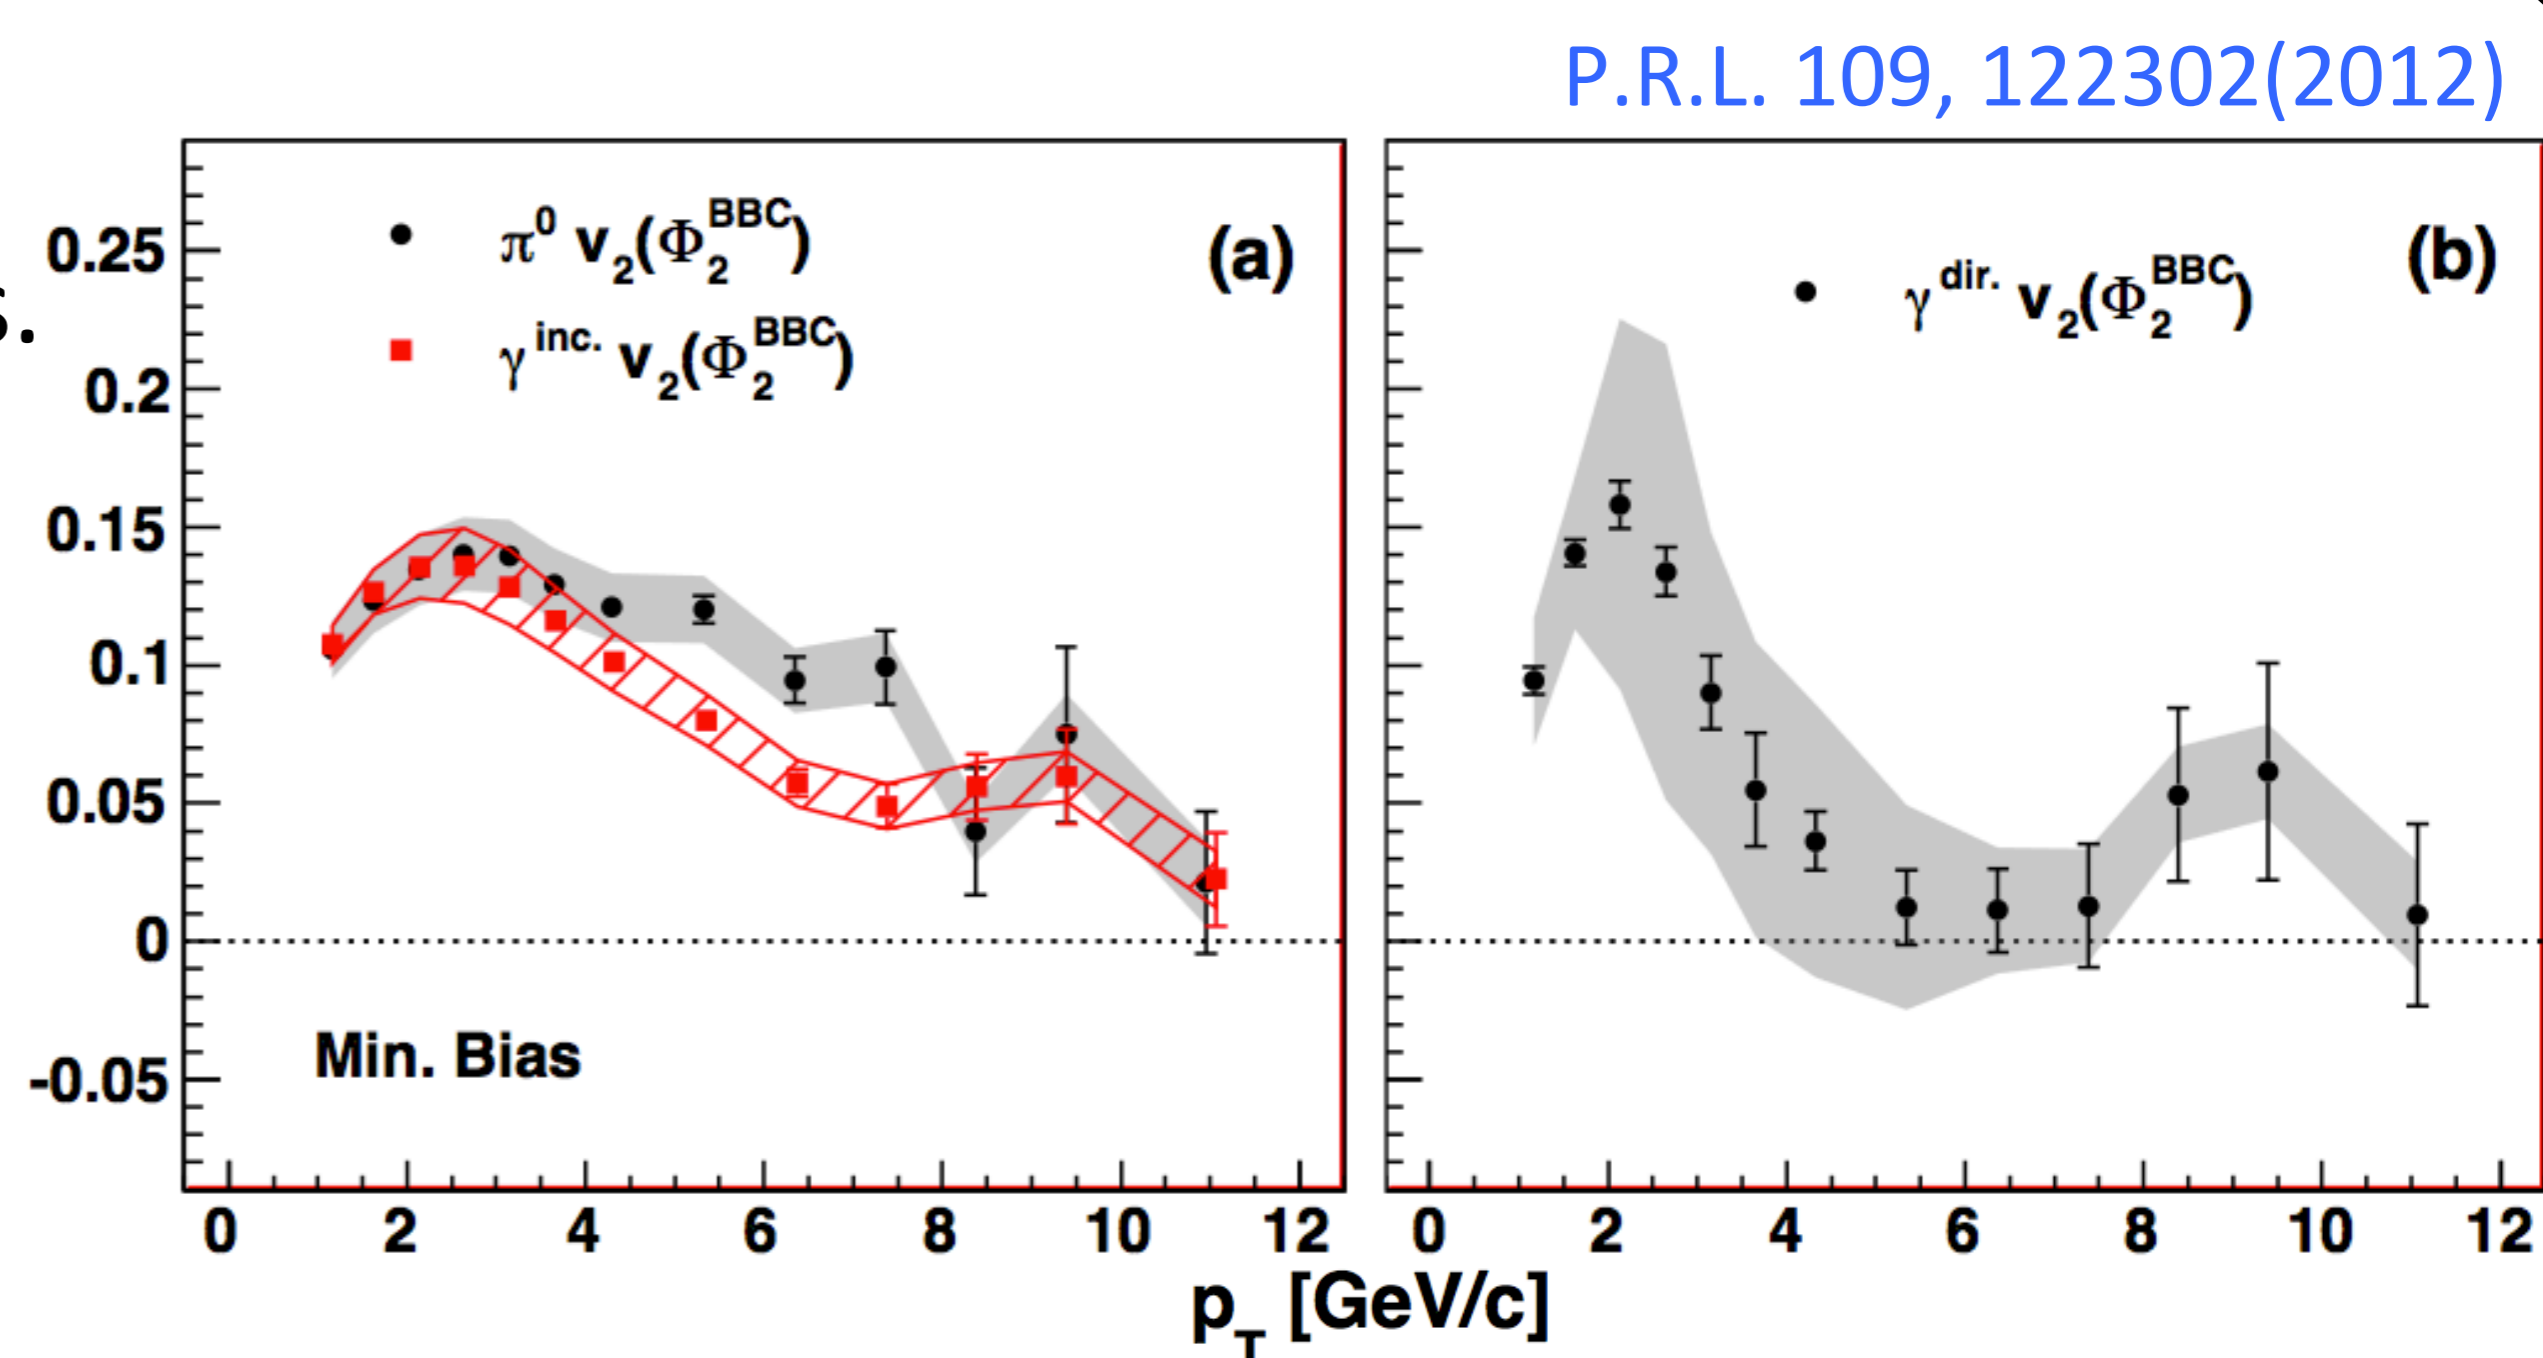 P.R.L. 109, 122302(2012)
s.
π⁰ v₂(Φ₂^BBC)
γ^inc. v₂(Φ₂^BBC)
(a)
γ^dir. v₂(Φ₂^BBC)
(b)
0.25
0.2
0.15
0.1
0.05
0
-0.05
Min. Bias
0 2 4 6 8 10 12
0 2 4 6 8 10 12
p_T [GeV/c]